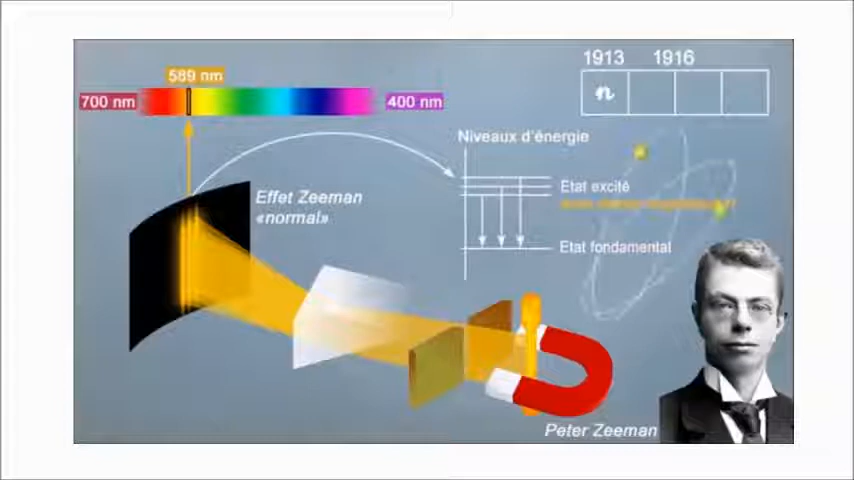 1913 1916
n
589 nm
700 nm
400 nm
Niveaux d'énergie
Etat excité
Etat fondamental
Effet Zeeman
«normal»
Peter Zeeman